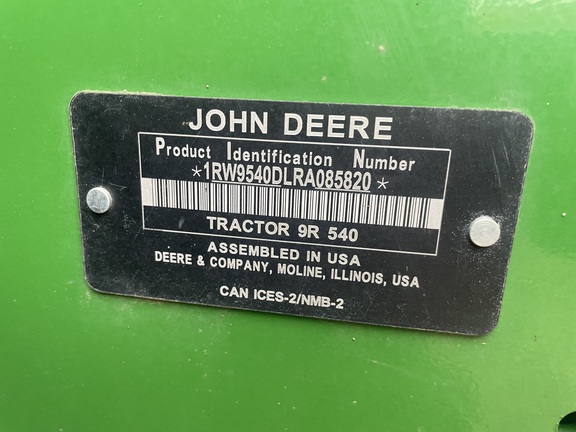 JOHN DEERE
Product Identification Number
*1RW9540DLRA085820*
TRACTOR 9R 540
ASSEMBLED IN USA
DEERE & COMPANY, MOLINE, ILLINOIS, USA
CAN ICES-2/NMB-2